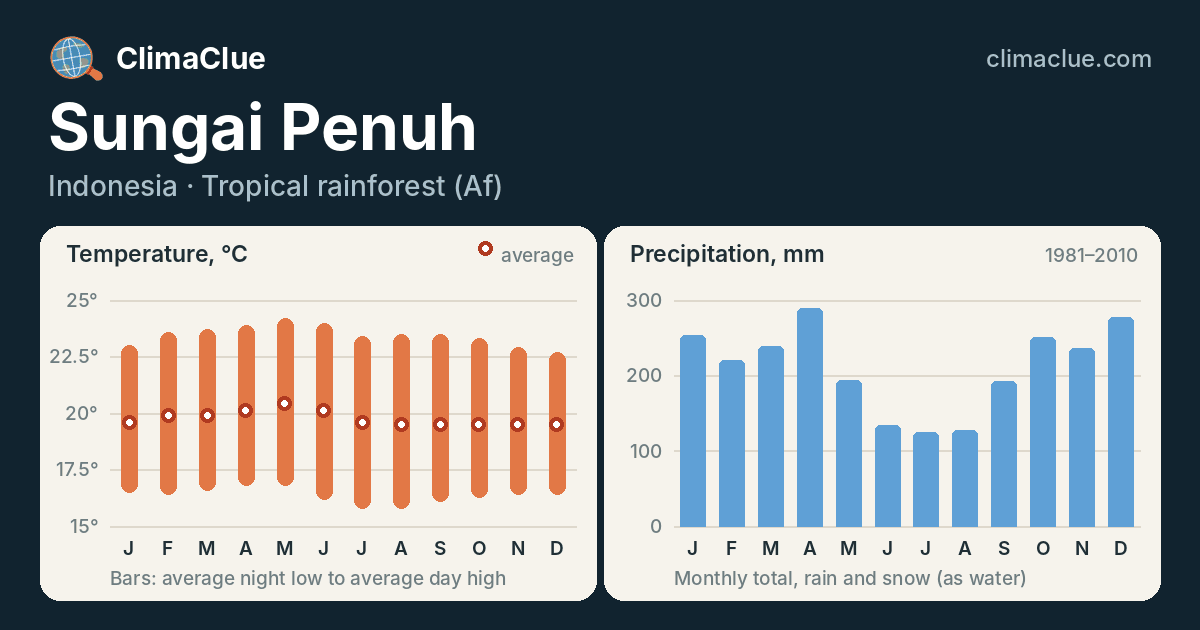 ClimaClue
climaclue.com
Sungai Penuh
Indonesia · Tropical rainforest (Af)
Temperature, °C
average
25°
22.5°
20°
17.5°
15°
J F M A M J J A S O N D
Bars: average night low to average day high
Precipitation, mm
1981–2010
300
200
100
0
J F M A M J J A S O N D
Monthly total, rain and snow (as water)